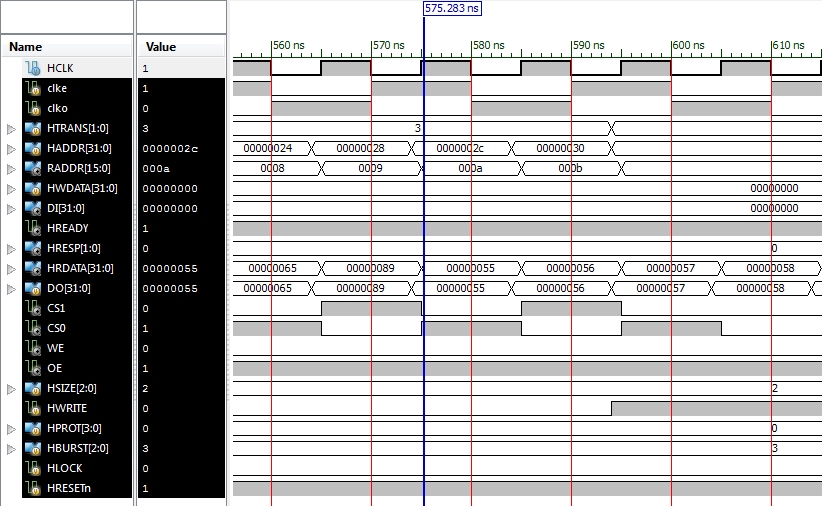 575.283 ns
Name Value 560 ns 570 ns 580 ns 590 ns 600 ns 610 ns
HCLK 1
clke 1
clko 0
HTRANS[1:0] 3 3
HADDR[31:0] 0000002c 00000024 00000028 0000002c 00000030
RADDR[15:0] 000a 0008 0009 000a 000b
HWDATA[31:0] 00000000 00000000
DI[31:0] 00000000 00000000
HREADY 1
HRESP[1:0] 0 0
HRDATA[31:0] 00000055 00000065 00000089 00000055 00000056 00000057 00000058
DO[31:0] 00000055 00000065 00000089 00000055 00000056 00000057 00000058
CS1 0
CS0 1
WE 0
OE 1
HSIZE[2:0] 2 2
HWRITE 0
HPROT[3:0] 0 0
HBURST[2:0] 3 3
HLOCK 0
HRESETn 1